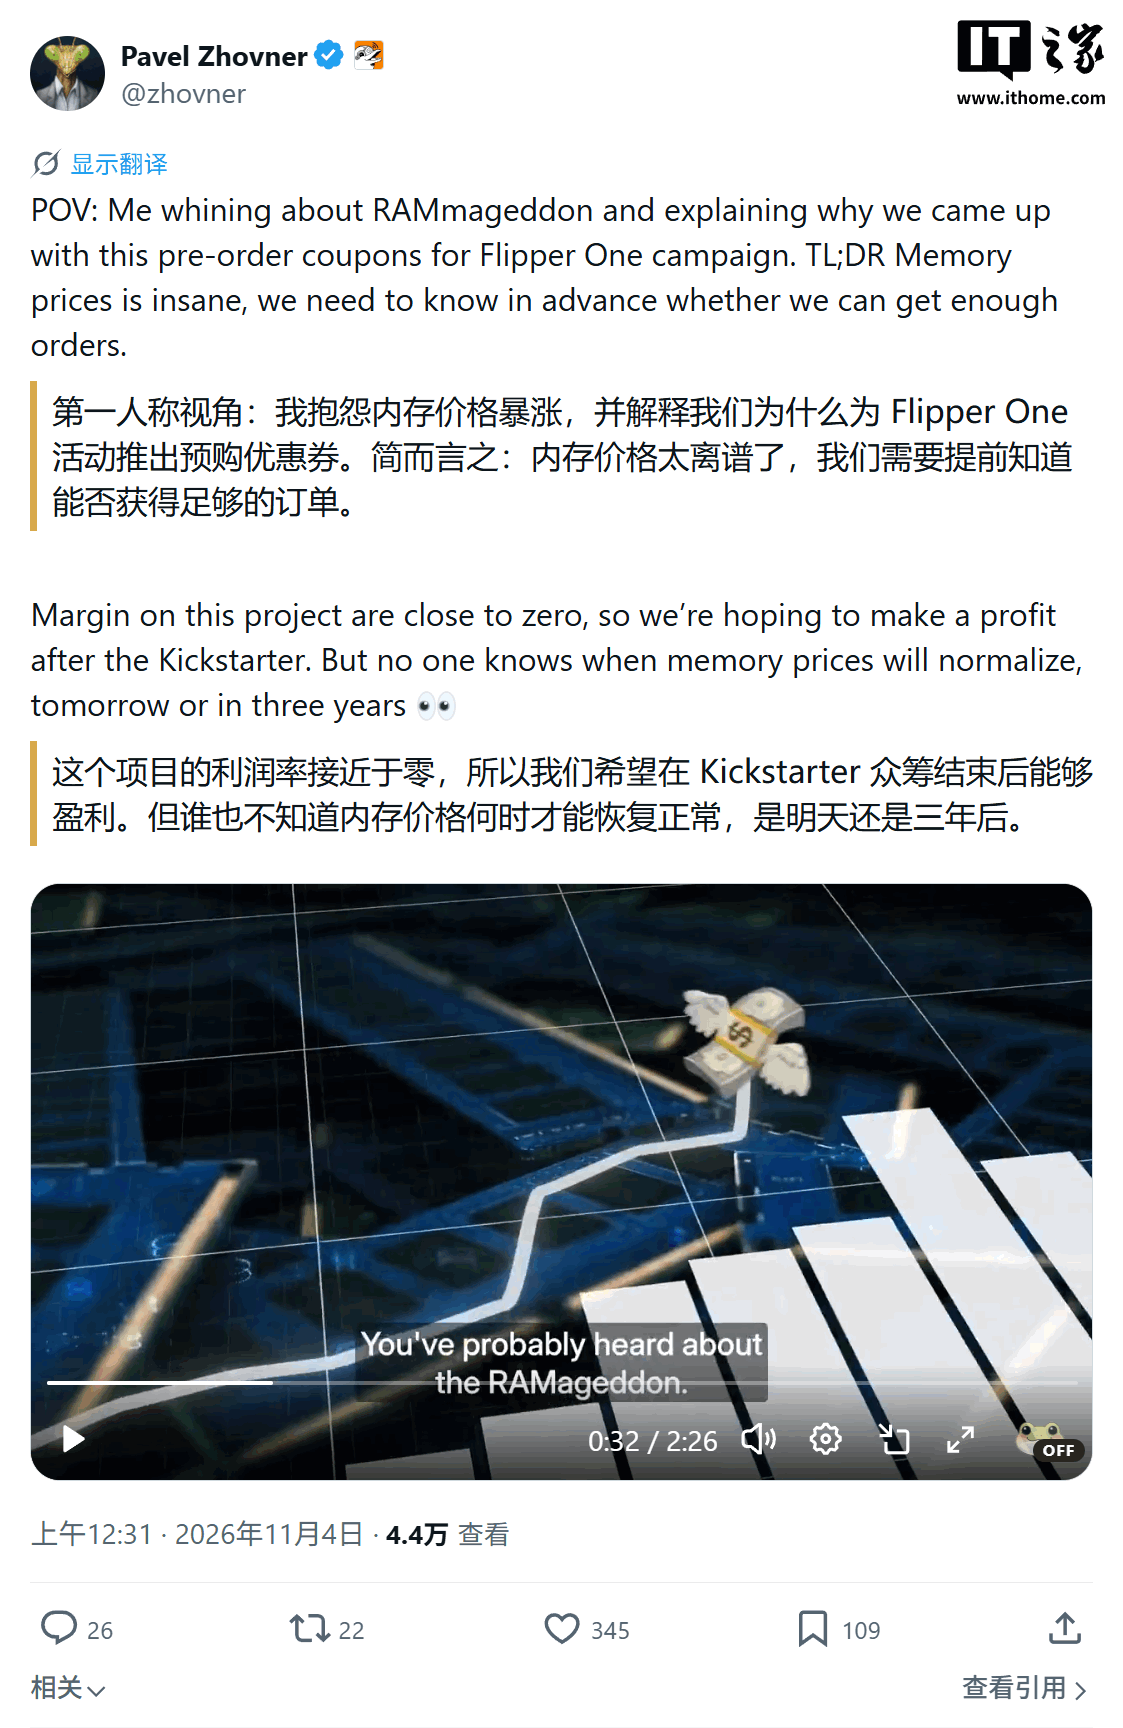 Pavel Zhovner
@zhovner
IT之家
www.ithome.com
显示翻译
POV: Me whining about RAMmageddon and explaining why we came up
with this pre-order coupons for Flipper One campaign. TL;DR Memory
prices is insane, we need to know in advance whether we can get enough
orders.
第一人称视角：我抱怨内存价格暴涨，并解释我们为什么为 Flipper One
活动推出预购优惠券。简而言之：内存价格太离谱了，我们需要提前知道
能否获得足够的订单。
Margin on this project are close to zero, so we’re hoping to make a profit
after the Kickstarter. But no one knows when memory prices will normalize,
tomorrow or in three years 👀
这个项目的利润率接近于零，所以我们希望在 Kickstarter 众筹结束后能够
盈利。但谁也不知道内存价格何时才能恢复正常，是明天还是三年后。
$
You've probably heard about
the RAMageddon.
0:32 / 2:26
OFF
上午12:31 · 2026年11月4日 · 4.4万 查看
26 22 345 109
相关 查看引用